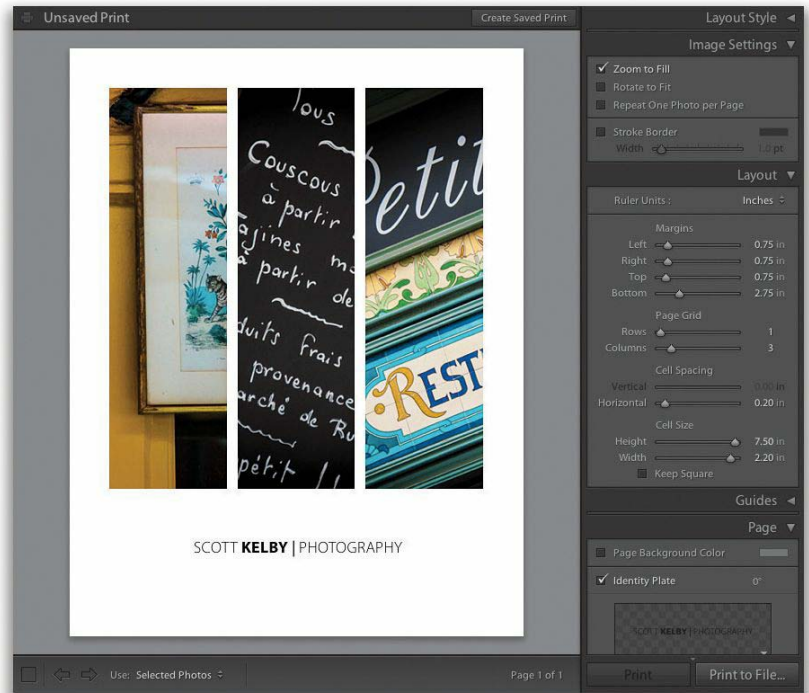 Unsaved Print
Create Saved Print
Tous
Couscous
à partir
Tajines
à partir de
duits frais
provenance
arché de Ru
pétit
Petit
REST
SCOTT KELBY | PHOTOGRAPHY
Use: Selected Photos
Page 1 of 1
Layout Style
Image Settings
Zoom to Fill
Rotate to Fit
Repeat One Photo per Page
Stroke Border
Width 1.0 pt
Layout
Ruler Units : Inches
Margins
Left 0.75 in
Right 0.75 in
Top 0.75 in
Bottom 2.75 in
Page Grid
Rows 1
Columns 3
Cell Spacing
Vertical 0.00 in
Horizontal 0.20 in
Cell Size
Height 7.50 in
Width 2.20 in
Keep Square
Guides
Page
Page Background Color
Identity Plate 0°
SCOTT KELBY | PHOTOGRAPHY
Print
Print to File...